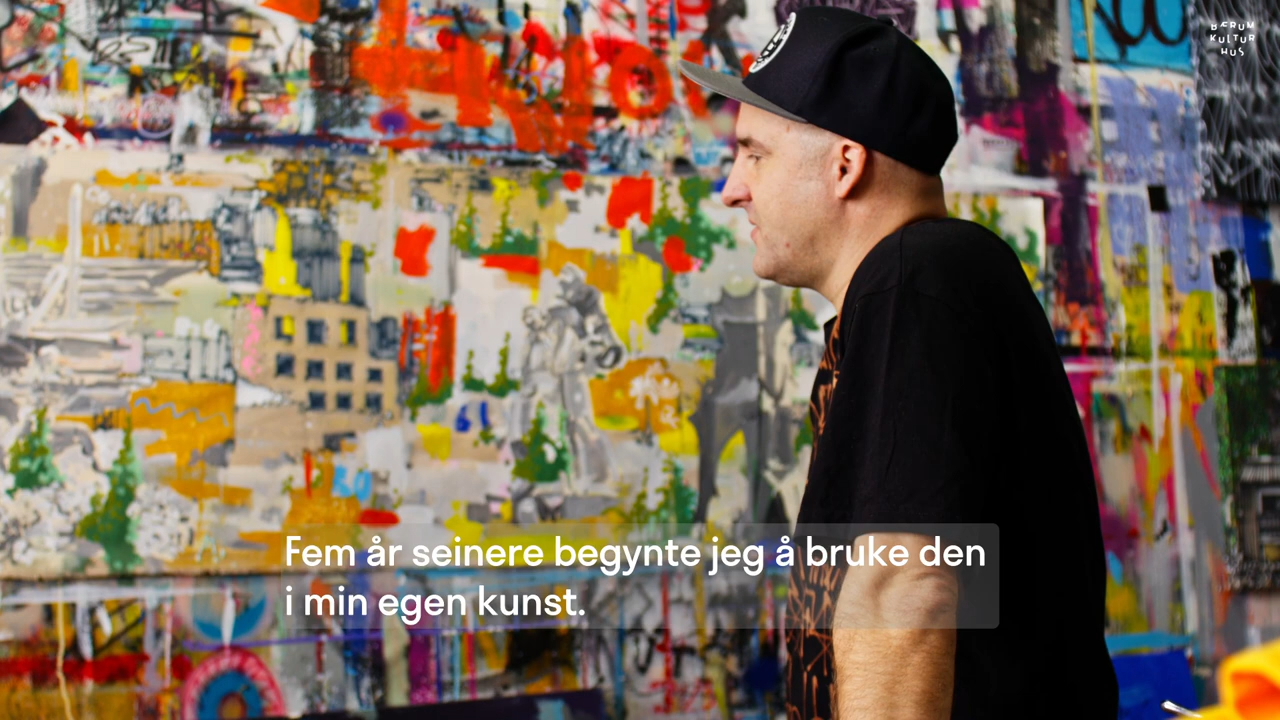 BÆRUM
KULTUR
HUS
Fem år seinere begynte jeg å bruke den
i min egen kunst.